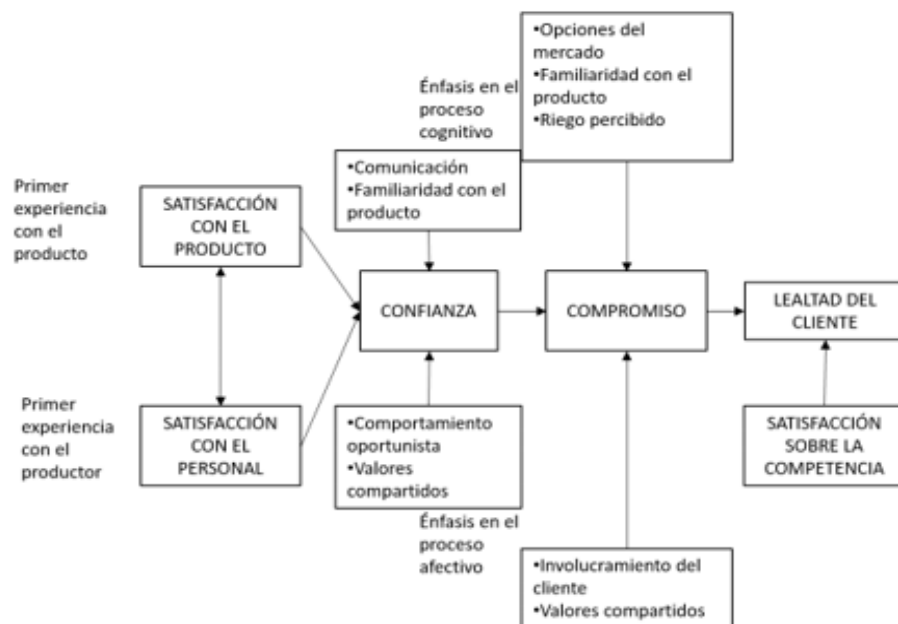 •Opciones del
mercado
•Familiaridad con el
producto
•Riego percibido
Énfasis en el
proceso
cognitivo
•Comunicación
•Familiaridad con el
producto
Primer
experiencia
con el
producto
SATISFACCIÓN
CON EL
PRODUCTO
CONFIANZA
COMPROMISO
LEALTAD DEL
CLIENTE
Primer
experiencia
con el
productor
SATISFACCIÓN
CON EL
PERSONAL
•Comportamiento
oportunista
•Valores
compartidos
SATISFACCIÓN
SOBRE LA
COMPETENCIA
Énfasis en el
proceso
afectivo
•Involucramiento del
cliente
•Valores compartidos